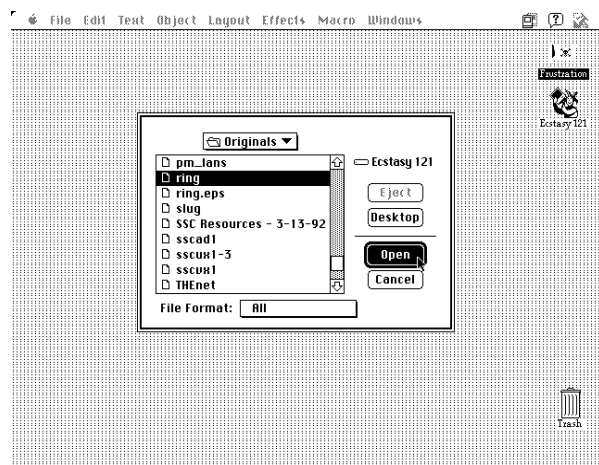 File Edit Text Object Layout Effects Macro Windows
Frustration
Ecstasy 121
Originals
pm_lans
ring
ring.eps
slug
SSC Resources - 3-13-92
sscad1
sscux1-3
sscvx1
THEnet
Ecstasy 121
Eject
Desktop
Open
Cancel
File Format: All
Trash